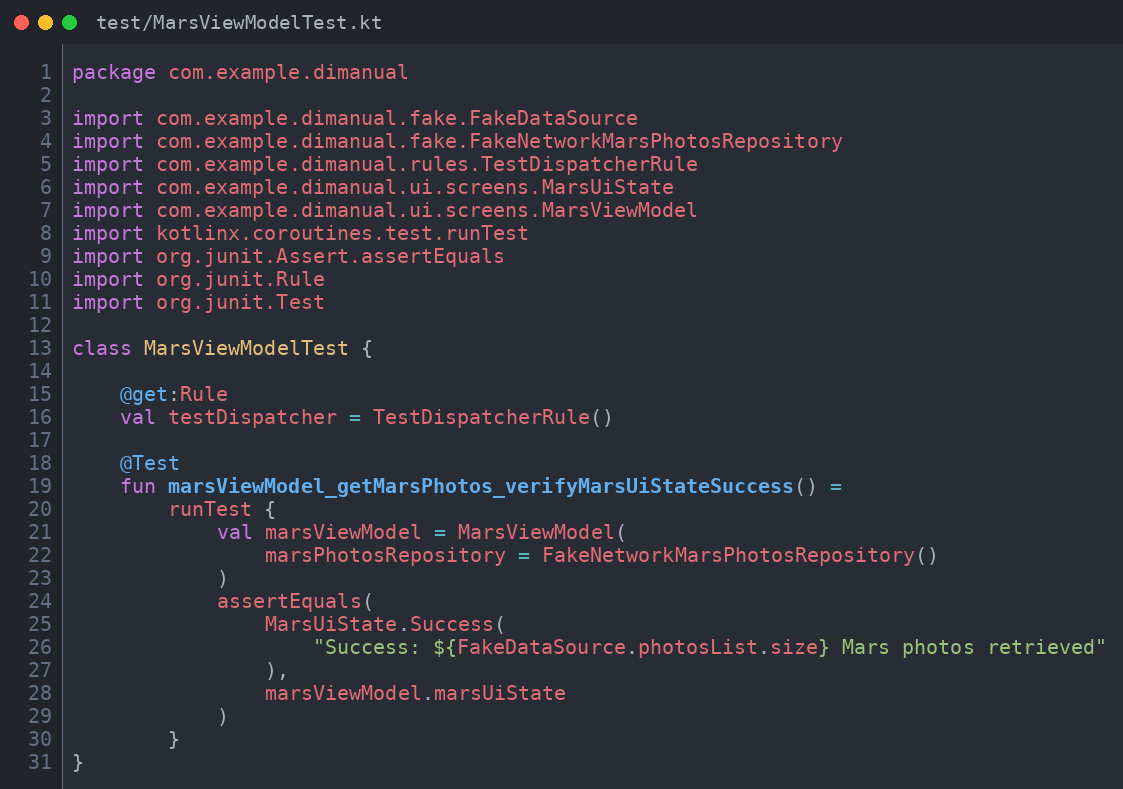 test/MarsViewModelTest.kt
1 package com.example.dimanual
2
3 import com.example.dimanual.fake.FakeDataSource
4 import com.example.dimanual.fake.FakeNetworkMarsPhotosRepository
5 import com.example.dimanual.rules.TestDispatcherRule
6 import com.example.dimanual.ui.screens.MarsUiState
7 import com.example.dimanual.ui.screens.MarsViewModel
8 import kotlinx.coroutines.test.runTest
9 import org.junit.Assert.assertEquals
10 import org.junit.Rule
11 import org.junit.Test
12
13 class MarsViewModelTest {
14
15     @get:Rule
16     val testDispatcher = TestDispatcherRule()
17
18     @Test
19     fun marsViewModel_getMarsPhotos_verifyMarsUiStateSuccess() =
20         runTest {
21             val marsViewModel = MarsViewModel(
22                 marsPhotosRepository = FakeNetworkMarsPhotosRepository()
23             )
24             assertEquals(
25                 MarsUiState.Success(
26                     "Success: ${FakeDataSource.photosList.size} Mars photos retrieved"
27                 ),
28                 marsViewModel.marsUiState
29             )
30         }
31 }